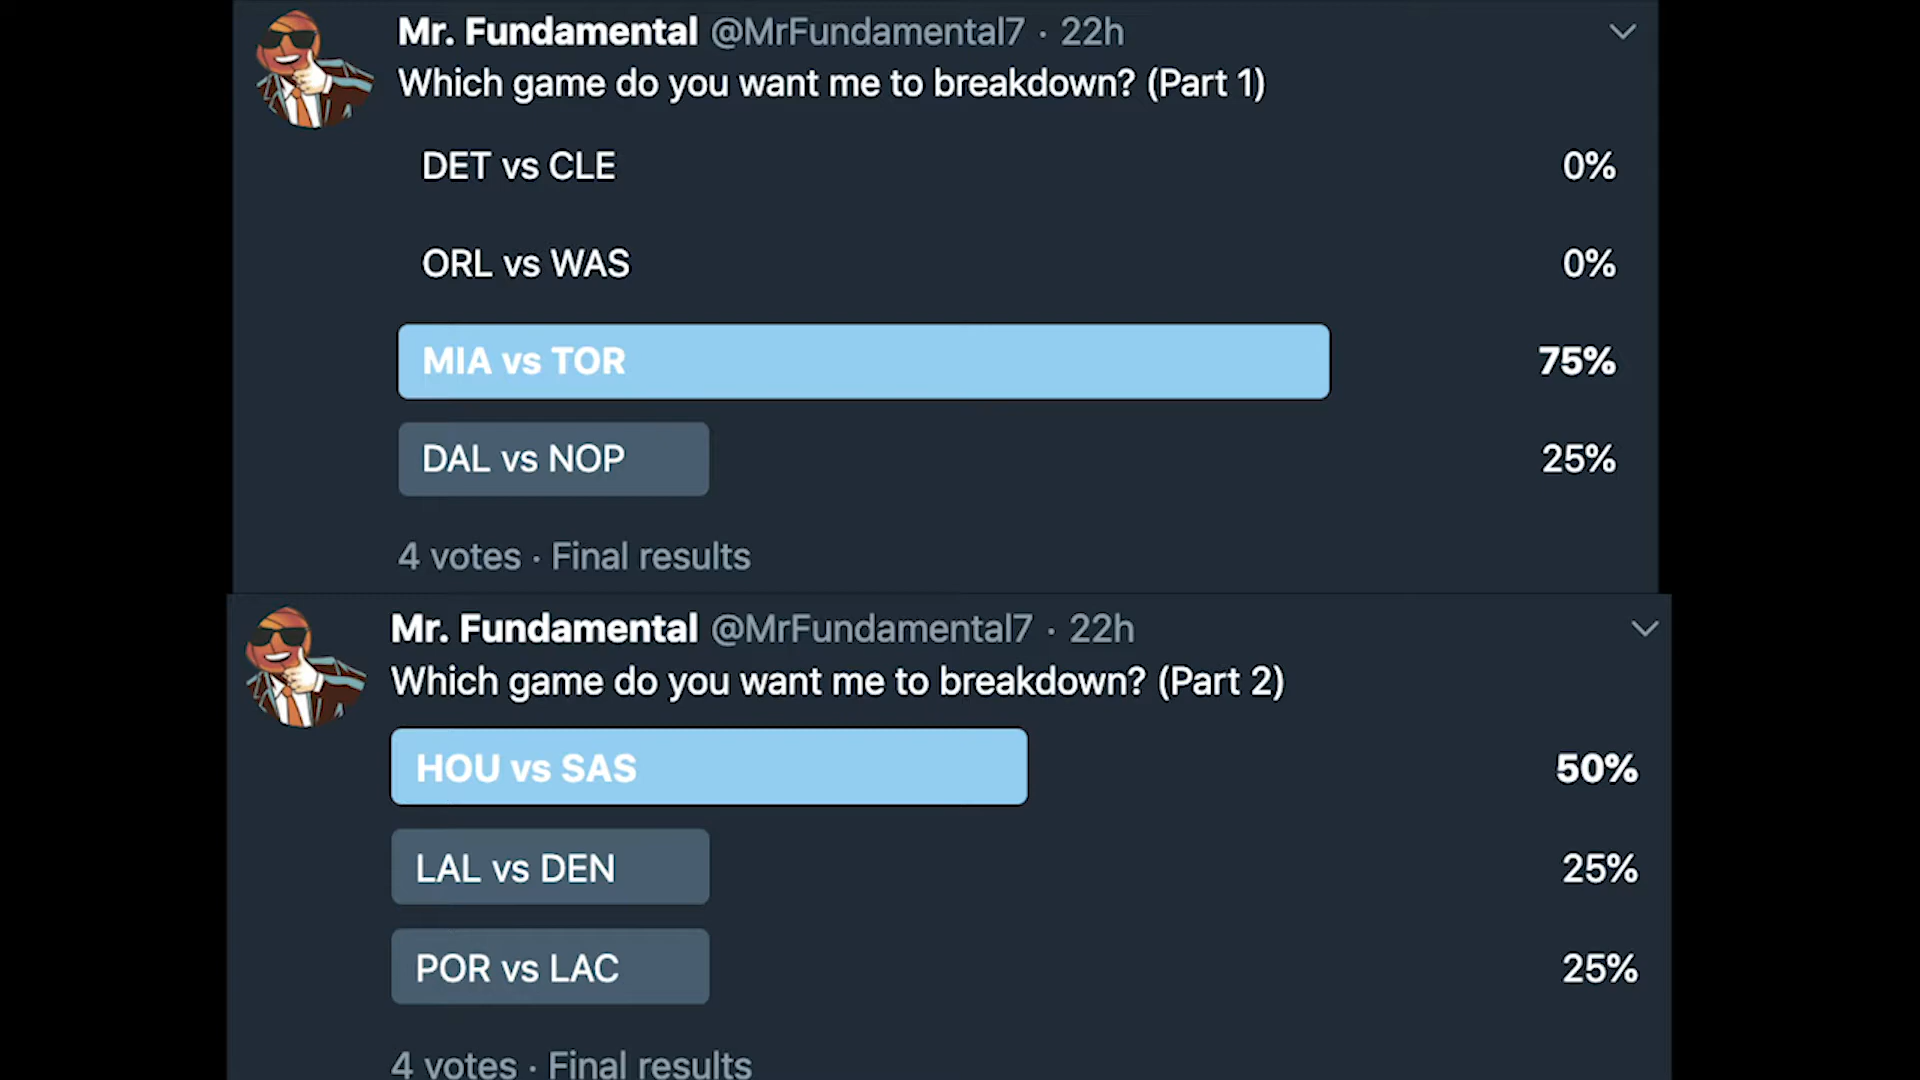 Mr. Fundamental @MrFundamental7 · 22h
Which game do you want me to breakdown? (Part 1)
DET vs CLE 0%
ORL vs WAS 0%
MIA vs TOR 75%
DAL vs NOP 25%
4 votes · Final results
Mr. Fundamental @MrFundamental7 · 22h
Which game do you want me to breakdown? (Part 2)
HOU vs SAS 50%
LAL vs DEN 25%
POR vs LAC 25%
4 votes · Final results